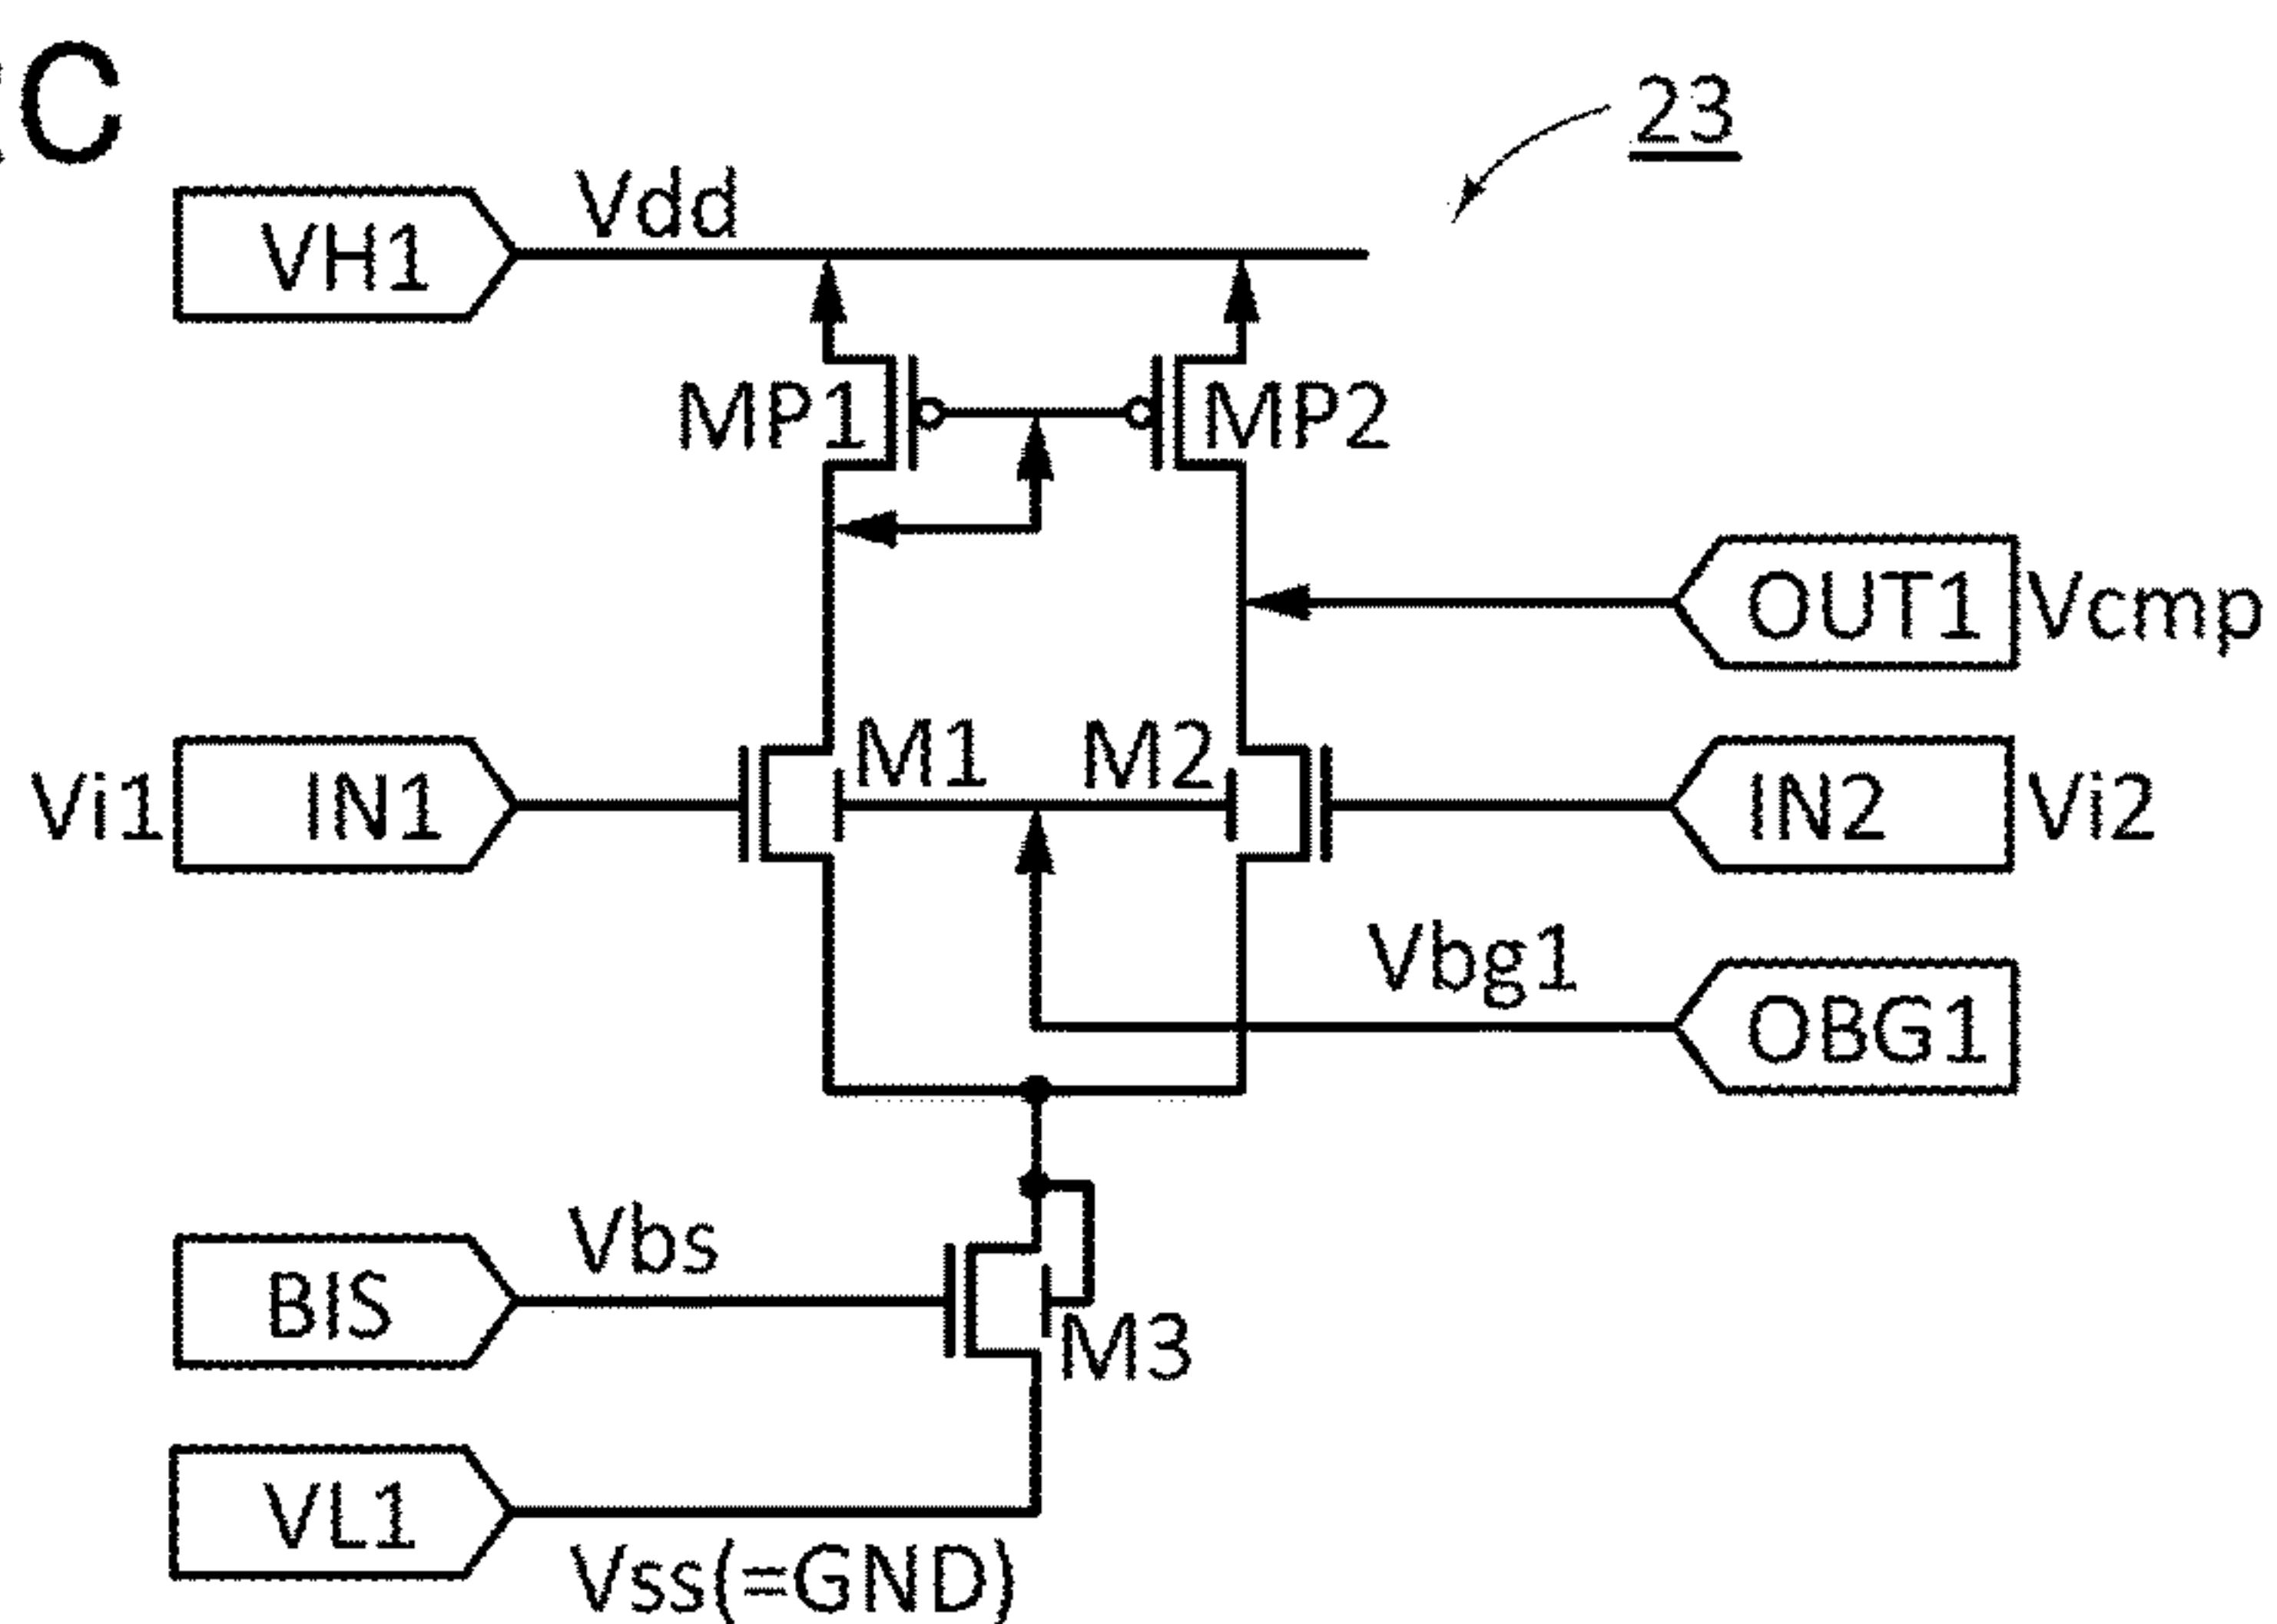 C
23
Vdd
VH1
MP1
MP2
OUT1 Vcmp
M1
M2
Vi1 IN1
IN2 Vi2
Vbg1
OBG1
Vbs
BIS
M3
VL1
Vss(=GND)